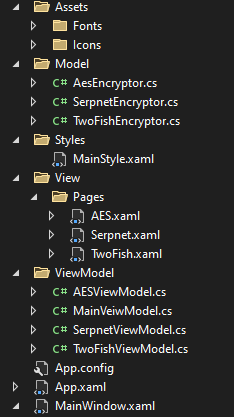 Assets
Fonts
Icons
Model
AesEncryptor.cs
SerpnetEncryptor.cs
TwoFishEncryptor.cs
Styles
MainStyle.xaml
View
Pages
AES.xaml
Serpnet.xaml
TwoFish.xaml
ViewModel
AESViewModel.cs
MainVeiwModel.cs
SerpnetViewModel.cs
TwoFishViewModel.cs
App.config
App.xaml
MainWindow.xaml